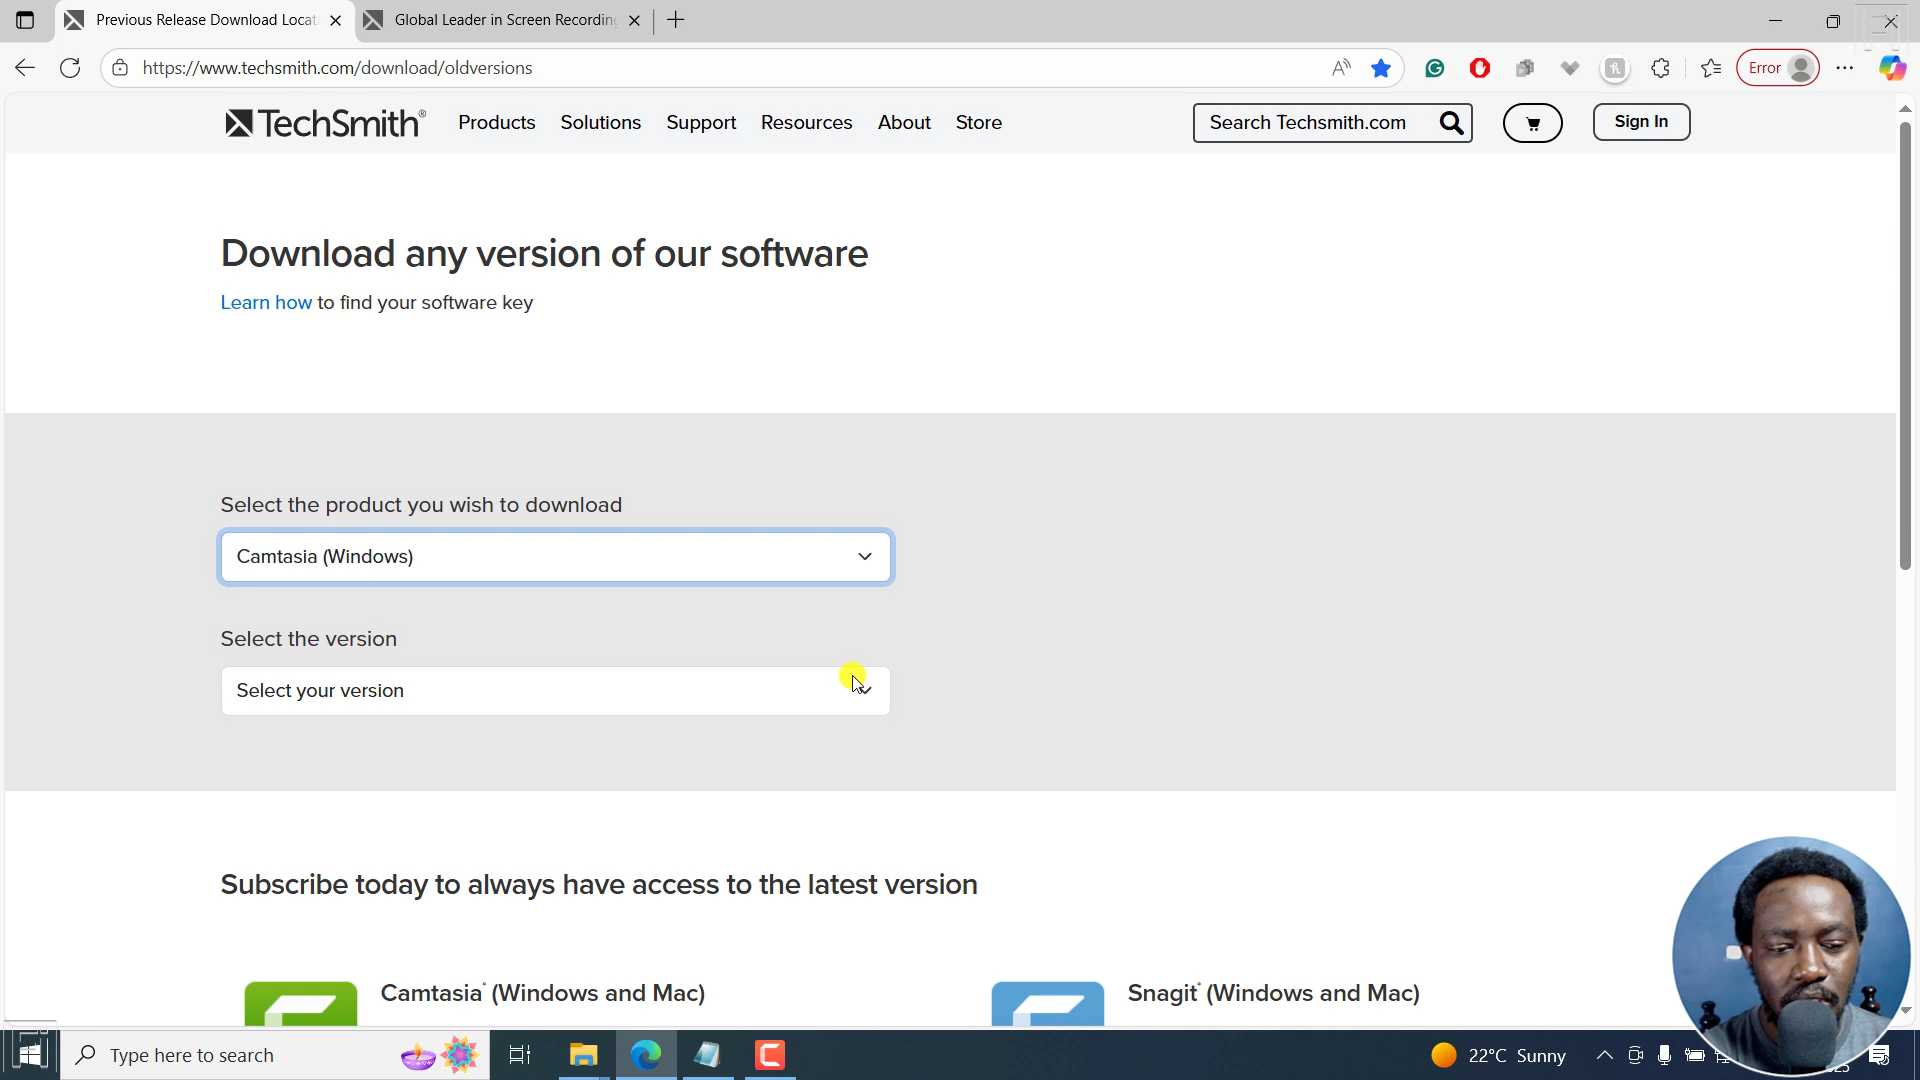 Previous Release Download Locat
Global Leader in Screen Recording
https://www.techsmith.com/download/oldversions
Error
TechSmith®
Products
Solutions
Support
Resources
About
Store
Search Techsmith.com
Sign In
Download any version of our software
Learn how to find your software key
Select the product you wish to download
Camtasia (Windows)
Select the version
Select your version
Subscribe today to always have access to the latest version
Camtasia® (Windows and Mac)
Snagit® (Windows and Mac)
Type here to search
22°C Sunny